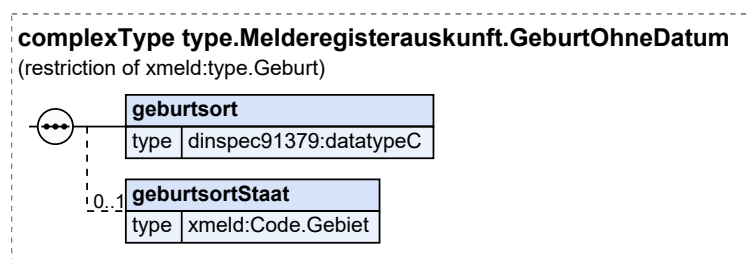 complexType type.Melderegisterauskunft.GeburtOhneDatum
(restriction of xmeld:type.Geburt)
geburtsort
type dinspec91379:datatypeC
0..1 geburtsortStaat
type xmeld:Code.Gebiet